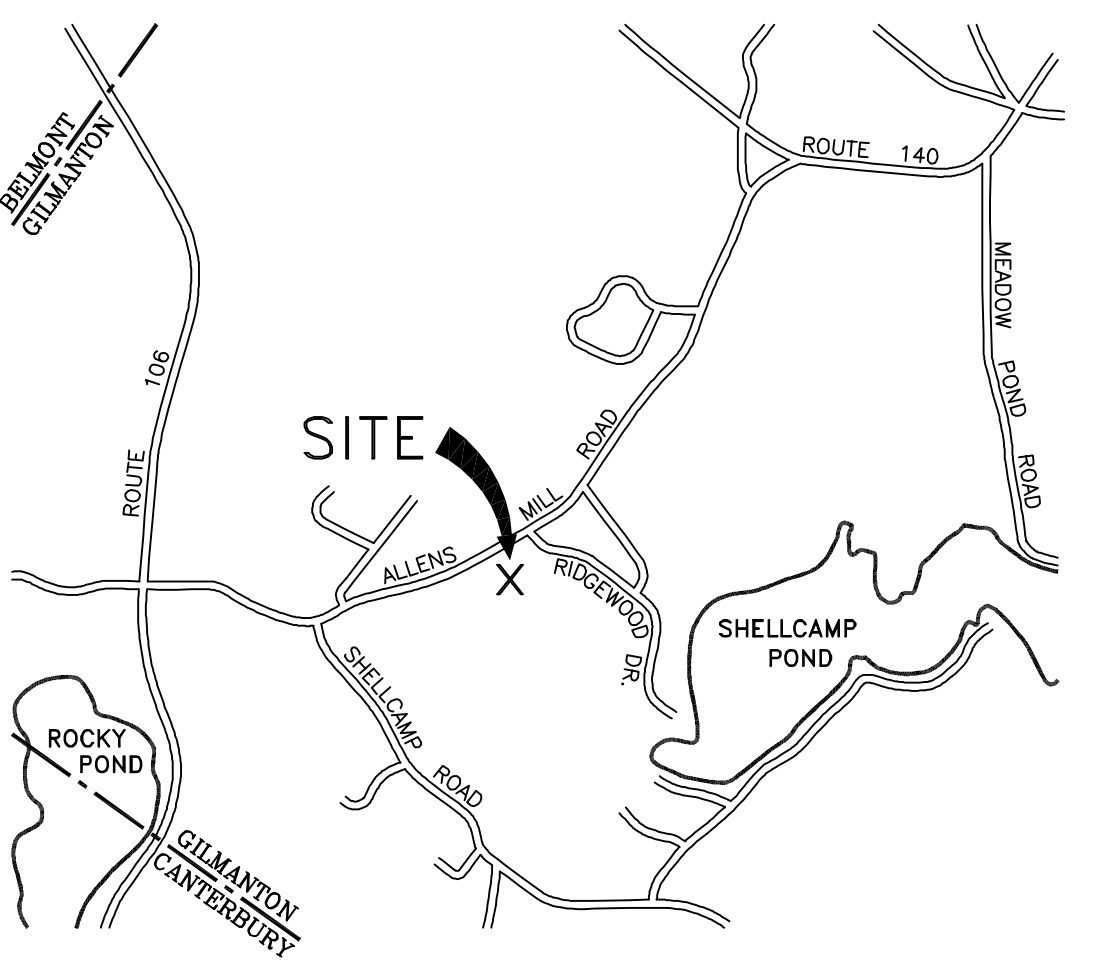 BELMONT
GILMANTON
ROUTE 140
MEADOW POND ROAD
ROUTE 106
SITE
ALLENS MILL ROAD
X
RIDGEWOOD DR.
SHELLCAMP
POND
SHELLCAMP ROAD
ROCKY
POND
GILMANTON
CANTERBURY